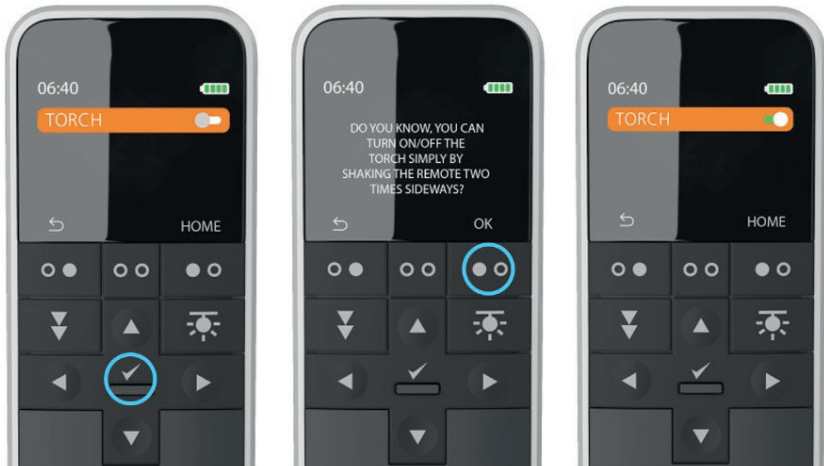 06:40
TORCH
HOME
06:40
DO YOU KNOW, YOU CAN
TURN ON/OFF THE
TORCH SIMPLY BY
SHAKING THE REMOTE TWO
TIMES SIDEWAYS?
OK
06:40
TORCH
HOME